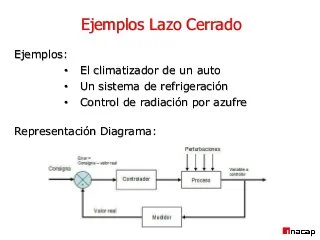 Ejemplos Lazo Cerrado
Ejemplos:
• El climatizador de un auto
• Un sistema de refrigeración
• Control de radiación por azufre
Representación Diagrama:
Perturbaciones
Error =
Consigna – valor real
Consigna
Controlador
Proceso
Variable a
controlar
Valor real
Medidor
inacap